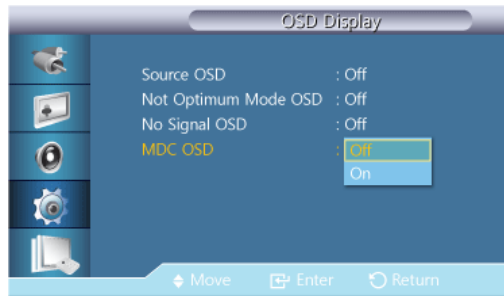 OSD Display
Source OSD : Off
Not Optimum Mode OSD : Off
No Signal OSD : Off
MDC OSD : Off
On
Move Enter Return